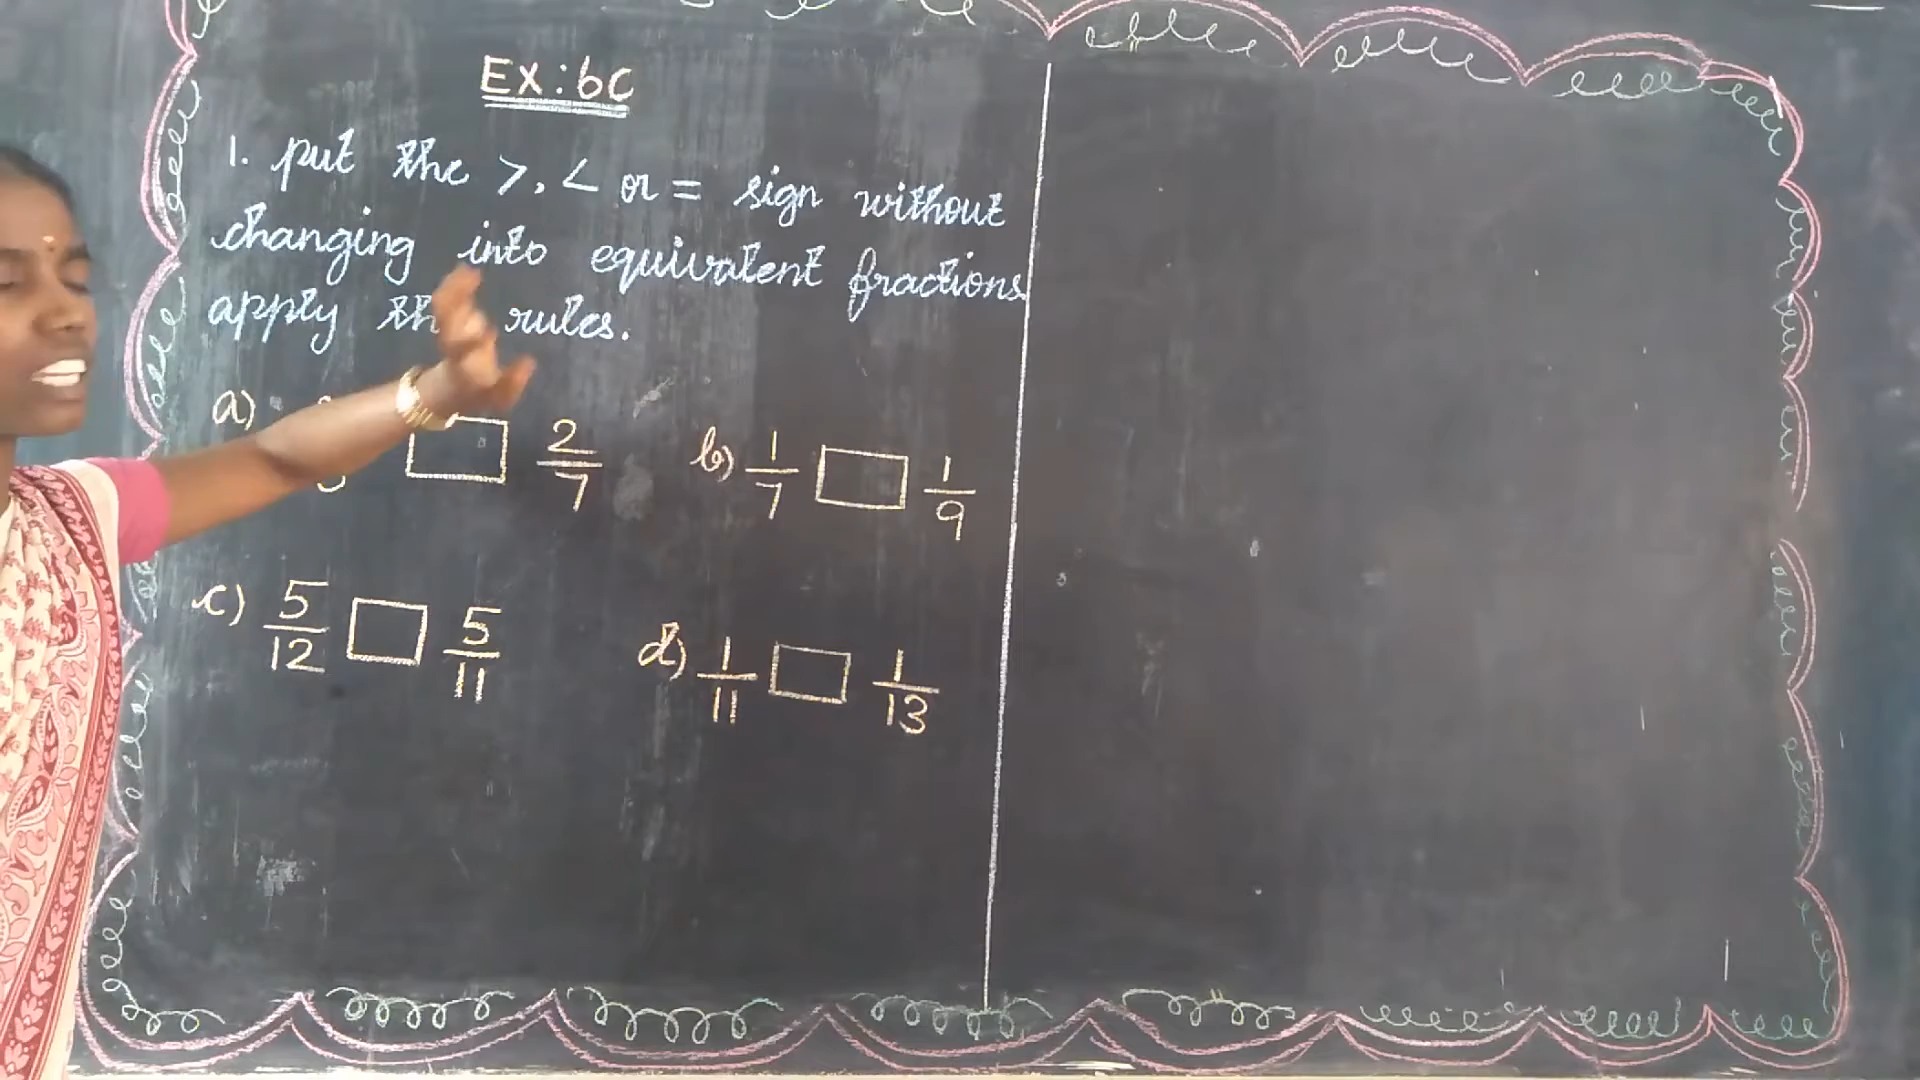 Ex: 6C
1. put the >, < or = sign without
changing into equivalent fractions
apply rules.
a) □ 2/7 b) 1/7 □ 1/9
c) 5/12 □ 5/11 d) 1/11 □ 1/13